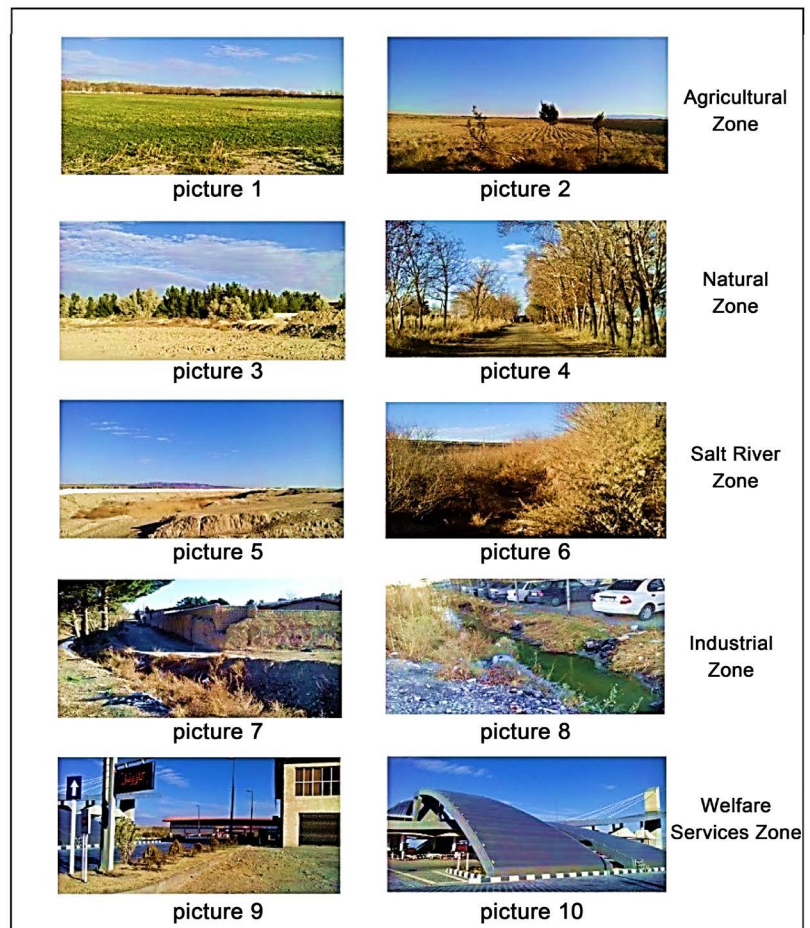 Agricultural
Zone
picture 1
picture 2
Natural
Zone
picture 3
picture 4
Salt River
Zone
picture 5
picture 6
Industrial
Zone
picture 7
picture 8
Welfare
Services Zone
picture 9
picture 10